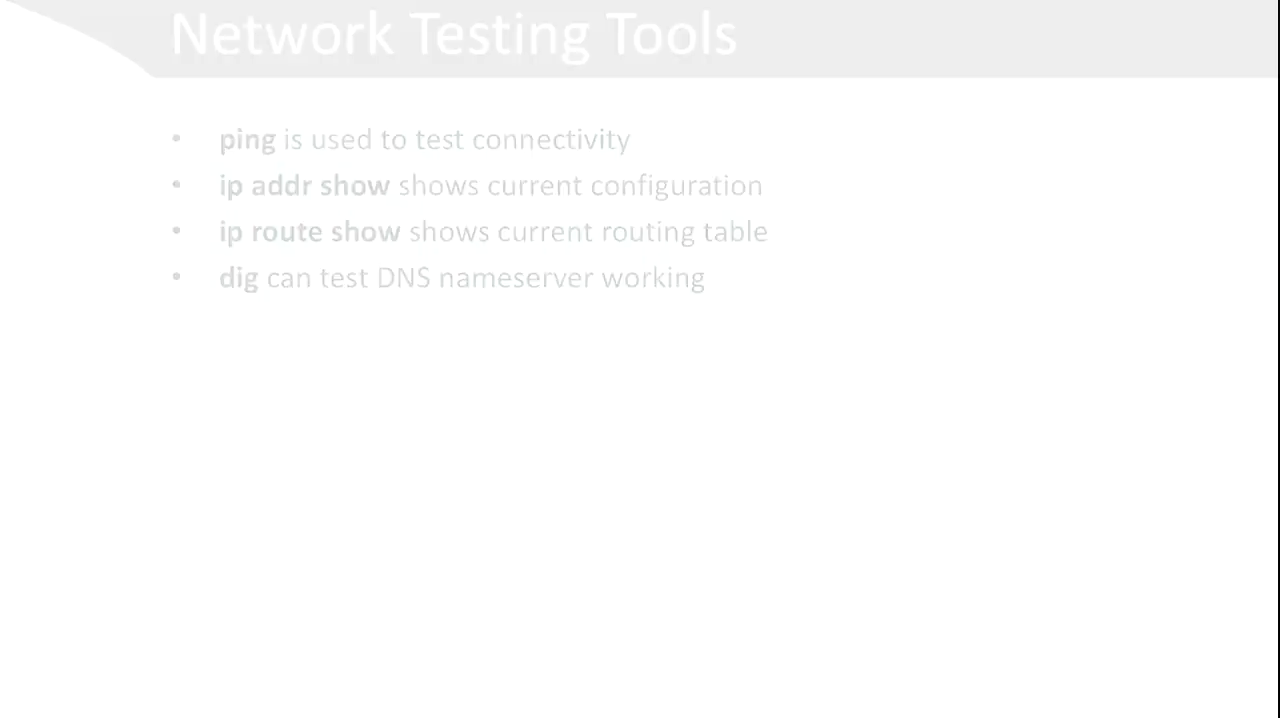 Network Testing Tools
• ping is used to test connectivity
• ip addr show shows current configuration
• ip route show shows current routing table
• dig can test DNS nameserver working